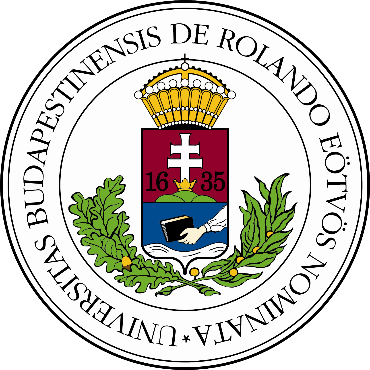 UNIVERSITAS BUDAPESTINENSIS DE ROLANDO EÖTVÖS NOMINATA *
16 35